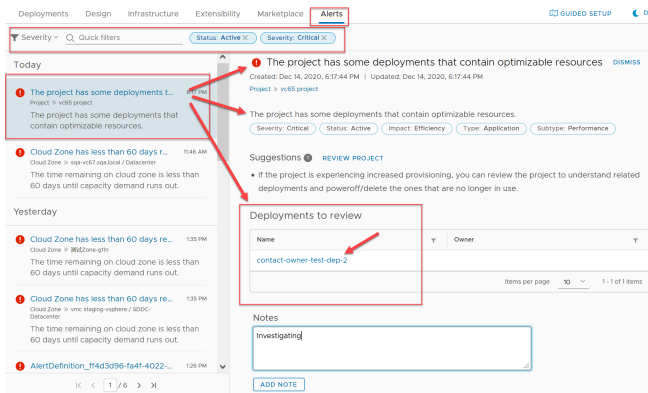 Deployments Design Infrastructure Extensibility Marketplace Alerts GUIDED SETUP
Severity Quick filters Status: Active × Severity: Critical ×
Today
The project has some deployments t... 6:17 PM
Project » vc65 project
The project has some deployments that
contain optimizable resources.
Cloud Zone has less than 60 days re... 11:46 AM
Cloud Zone » sqa-vc67.sqa.local / Datacenter
The time remaining on cloud zone is less than
60 days until capacity demand runs out.
Yesterday
Cloud Zone has less than 60 days re... 1:35 PM
Cloud Zone » 测试Zone-g11n
The time remaining on cloud zone is less than
60 days until capacity demand runs out.
Cloud Zone has less than 60 days re... 1:35 PM
Cloud Zone » vmc staging-vsphere / SDDC-
Datacenter
The time remaining on cloud zone is less than
60 days until capacity demand runs out.
AlertDefinition_ff4d3d96-fa4f-4022-... 1:26 PM
1 / 6
The project has some deployments that contain optimizable resources DISMISS
Created: Dec 14, 2020, 6:17:44 PM | Updated: Dec 14, 2020, 6:17:44 PM
Project » vc65 project
The project has some deployments that contain optimizable resources.
Severity: Critical Status: Active Impact: Efficiency Type: Application Subtype: Performance
Suggestions REVIEW PROJECT
• If the project is experiencing increased provisioning, you can review the project to understand related
deployments and poweroff/delete the ones that are no longer in use.
Deployments to review
Name Owner
contact-owner-test-dep-2
Items per page 10 1 - 1 of 1 items
Notes
Investigating
ADD NOTE